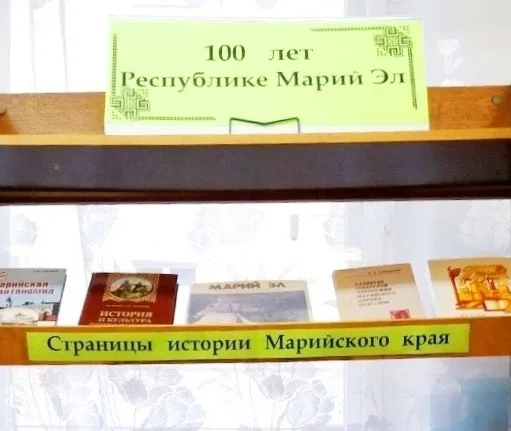 100 лет
Республике Марий Эл
ИСТОРИЯ
И КУЛЬТУРА
МАРИЙ ЭЛ
Страницы истории Марийского края